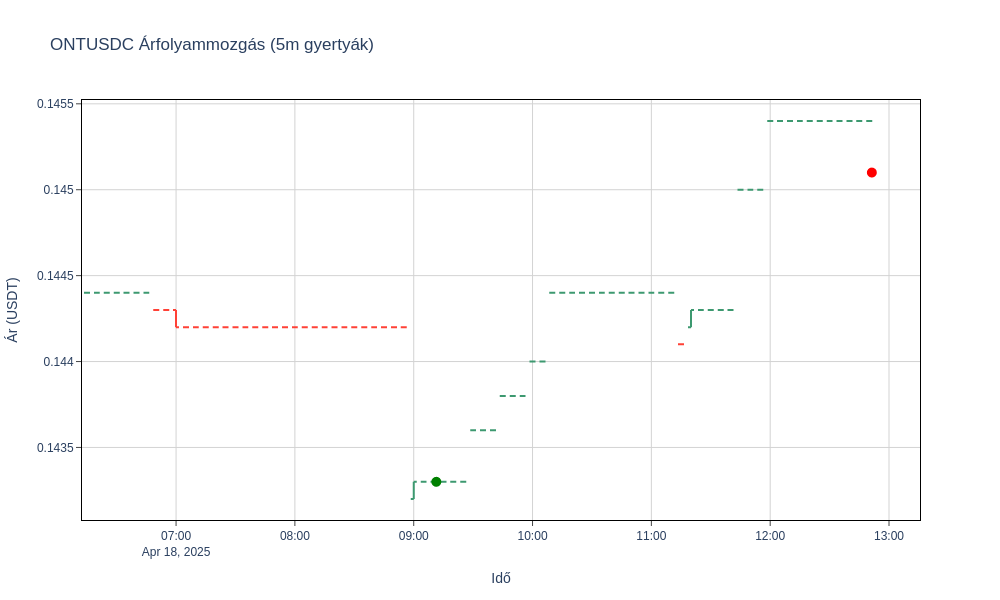 ONTUSDC Árfolyammozgás (5m gyertyák)
0.1455
0.145
0.1445
0.144
0.1435
Ár (USDT)
07:00 08:00 09:00 10:00 11:00 12:00 13:00
Apr 18, 2025
Idő